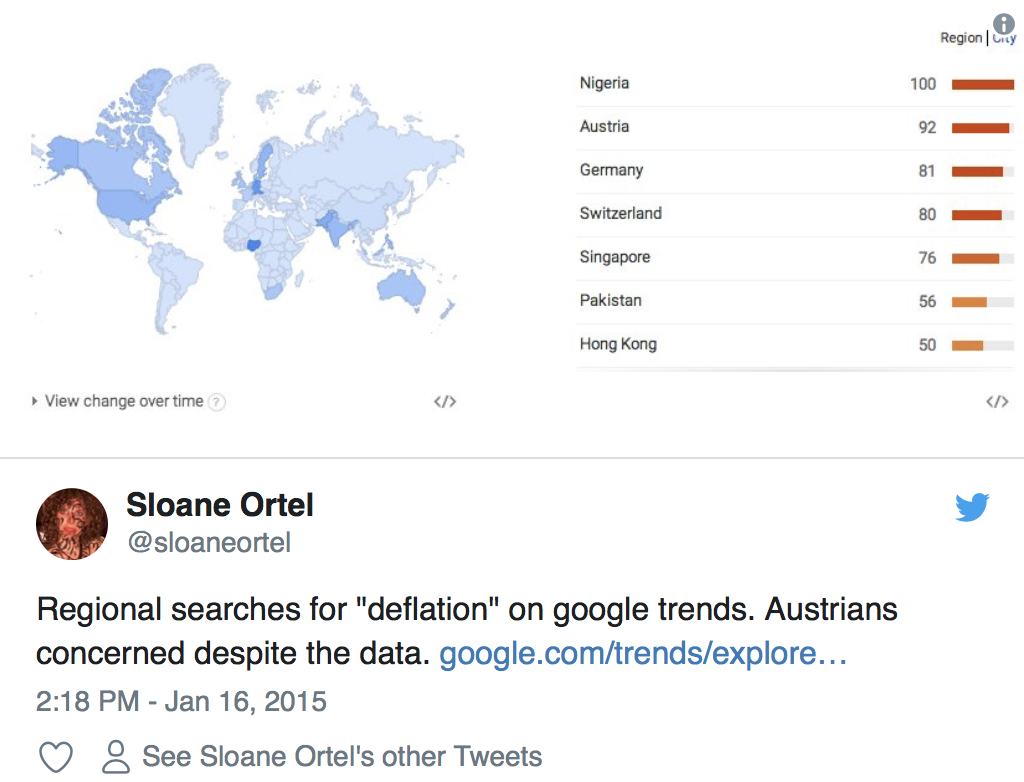 Region | City
Nigeria 100
Austria 92
Germany 81
Switzerland 80
Singapore 76
Pakistan 56
Hong Kong 50
View change over time ?
</>
</>
Sloane Ortel
@sloaneortel
Regional searches for "deflation" on google trends. Austrians
concerned despite the data. google.com/trends/explore…
2:18 PM - Jan 16, 2015
See Sloane Ortel's other Tweets